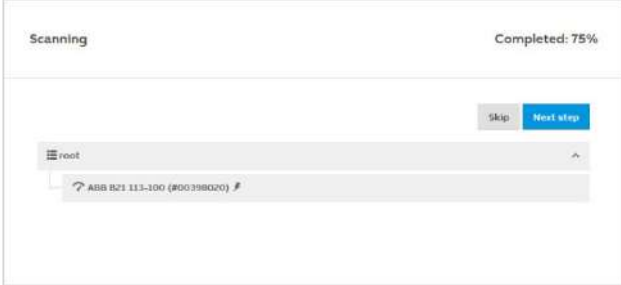 Scanning
Completed: 75%
Skip
Next step
root
ABB B21 113-100 (#00398020)